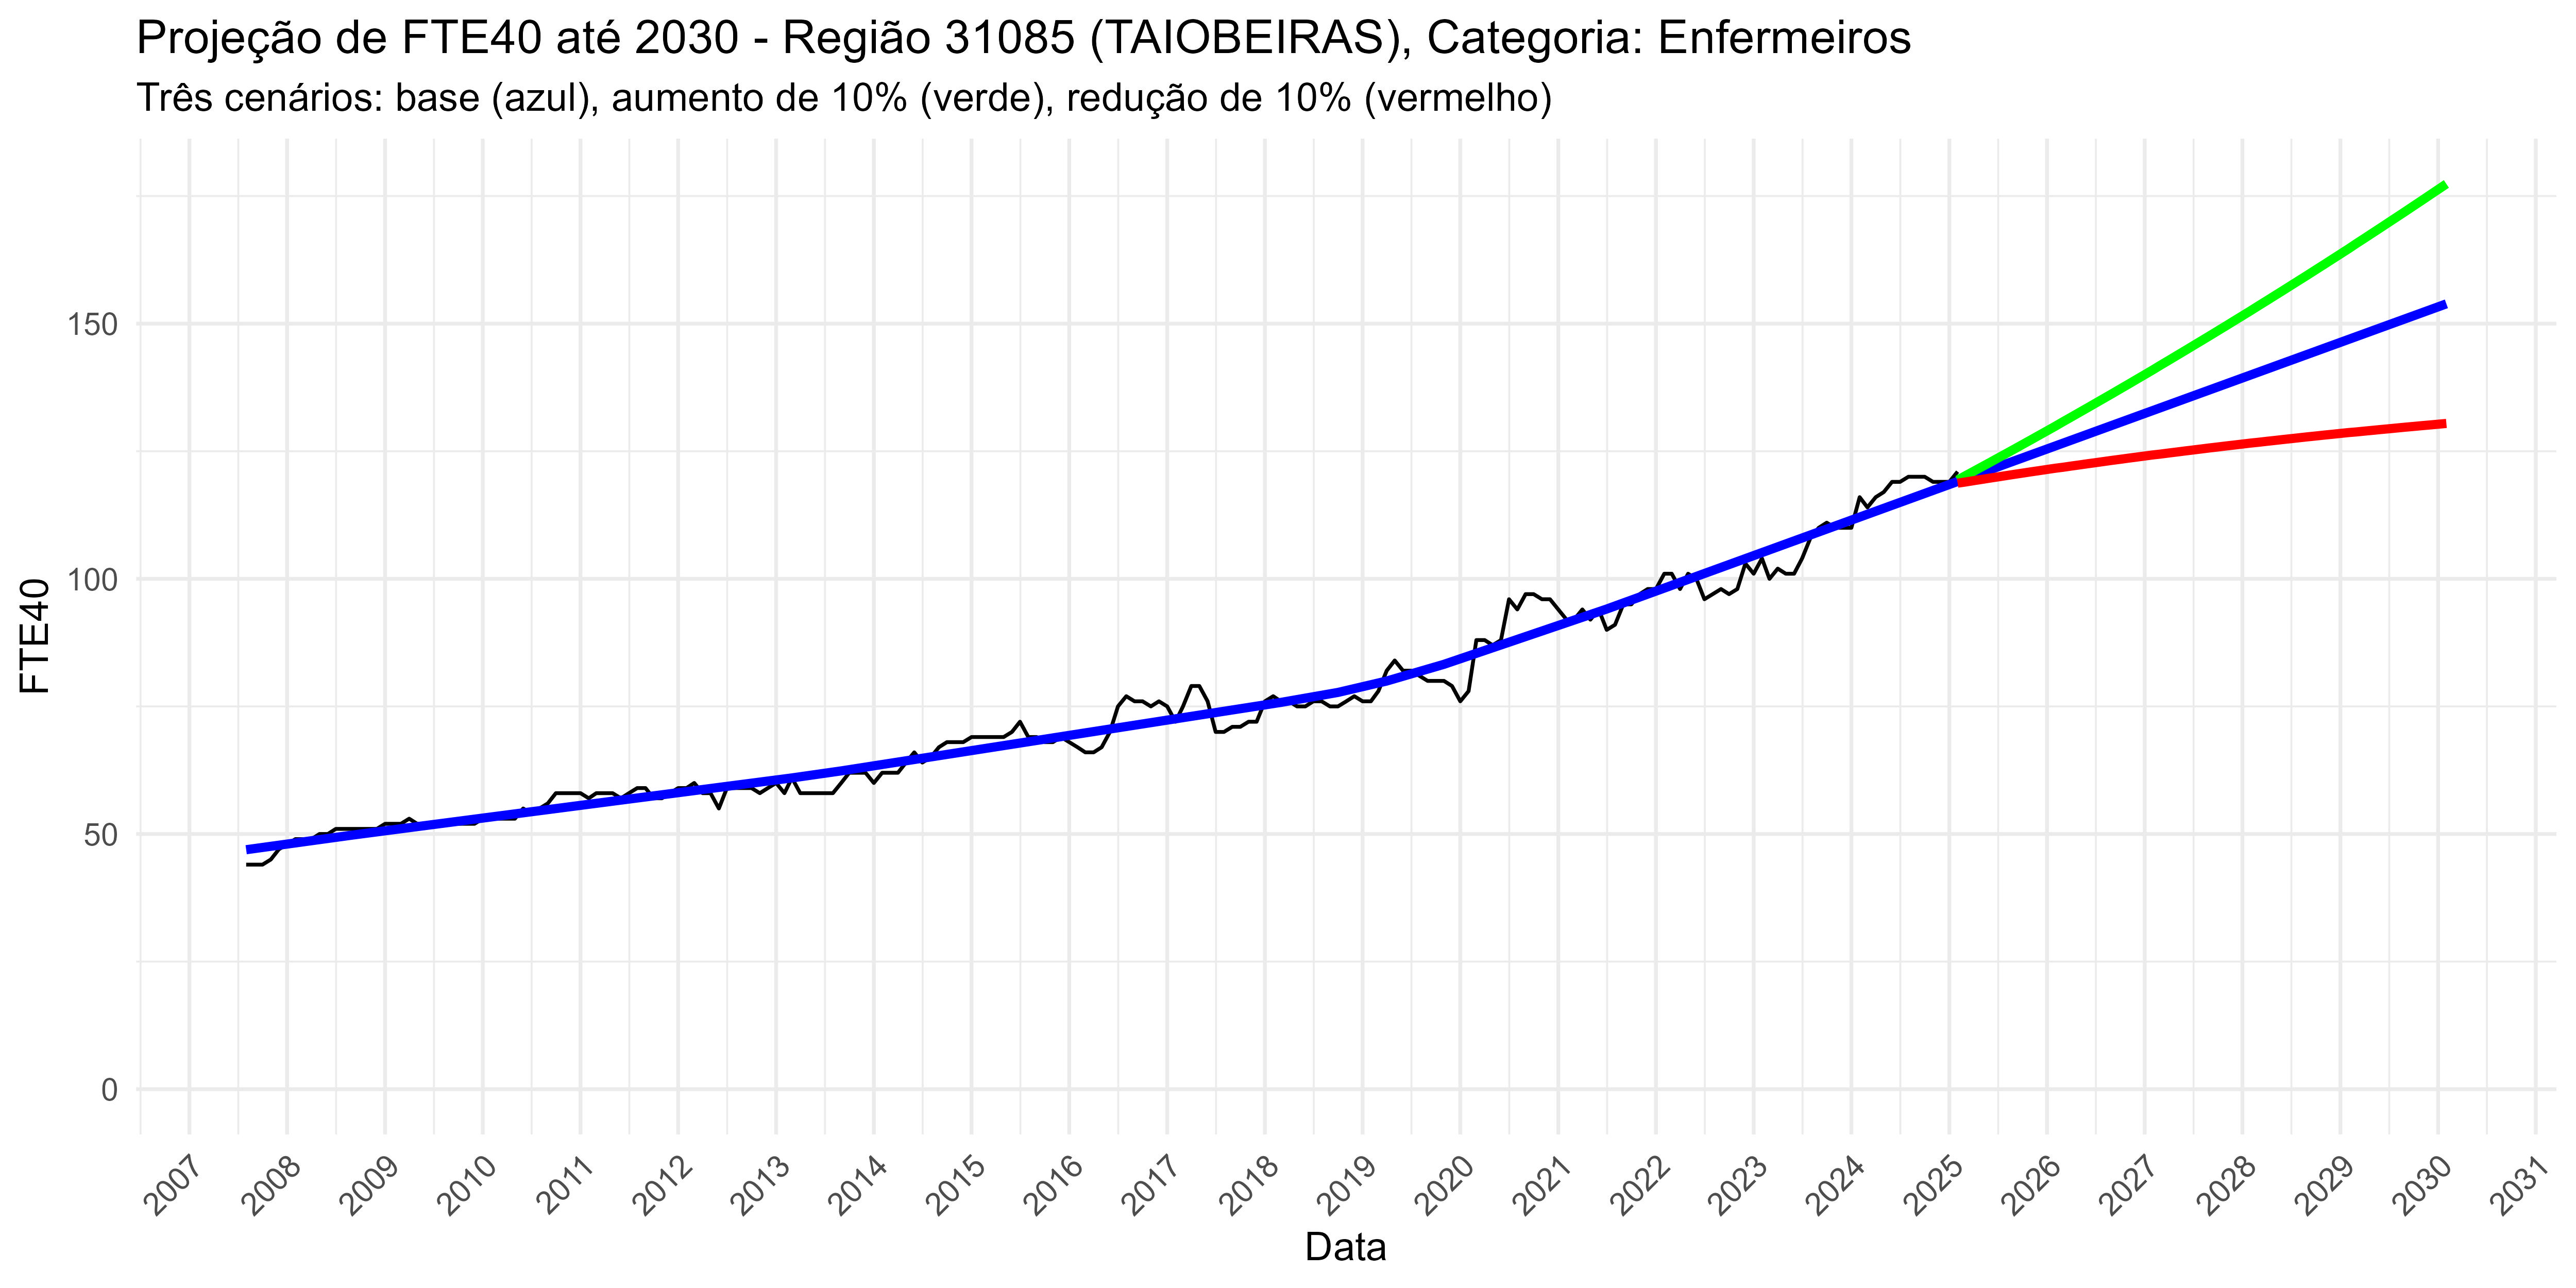 Projeção de FTE40 até 2030 - Região 31085 (TAIOBEIRAS), Categoria: Enfermeiros
Três cenários: base (azul), aumento de 10% (verde), redução de 10% (vermelho)
FTE40
150
100
50
0
2007 2008 2009 2010 2011 2012 2013 2014 2015 2016 2017 2018 2019 2020 2021 2022 2023 2024 2025 2026 2027 2028 2029 2030 2031
Data